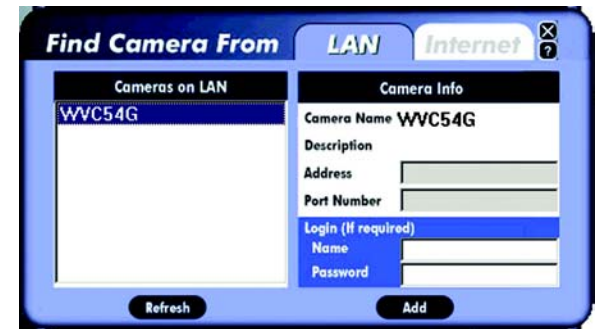 Find Camera From
LAN
Internet
X
?
Cameras on LAN
WVC54G
Camera Info
Camera Name WVC54G
Description
Address
Port Number
Login (If required)
Name
Password
Refresh
Add